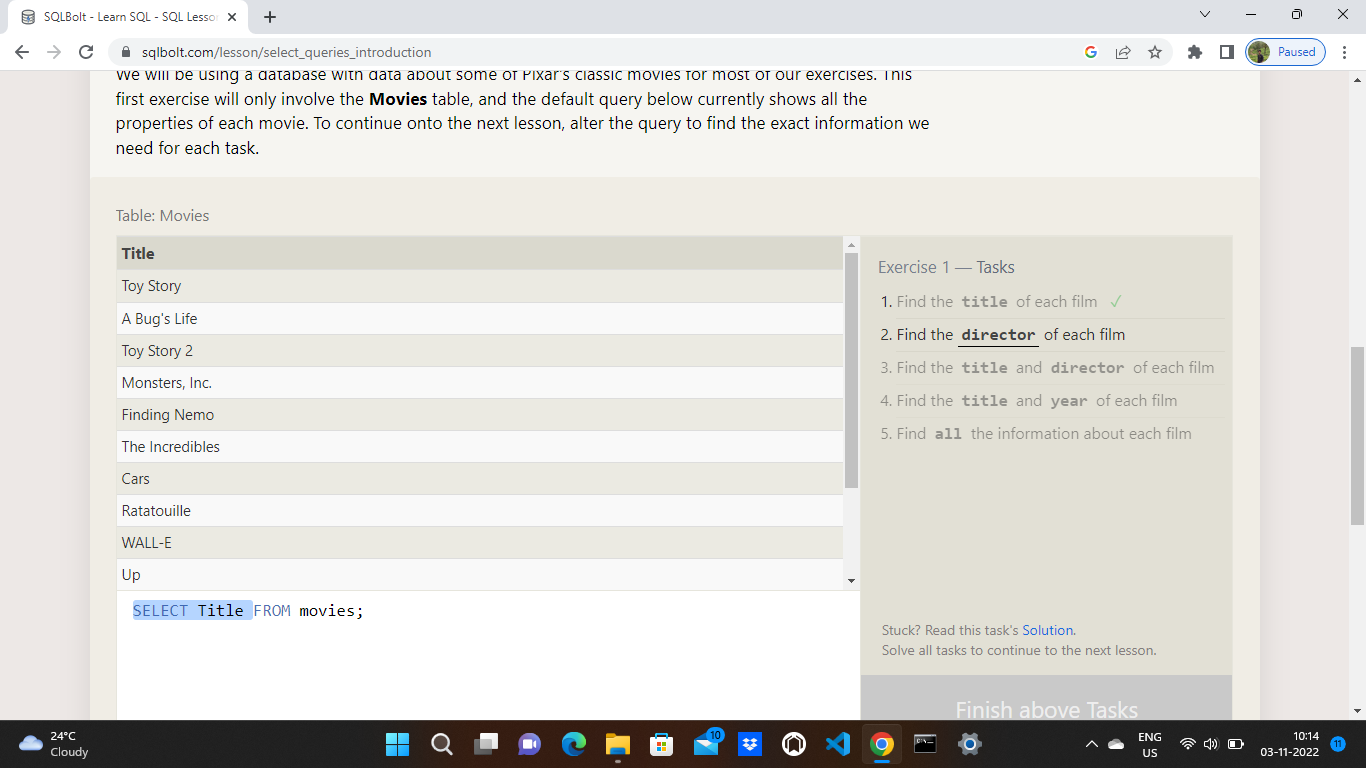 SQLBolt - Learn SQL - SQL Lesson
sqlbolt.com/lesson/select_queries_introduction
Paused
We will be using a database with data about some of Pixar's classic movies for most of our exercises. This
first exercise will only involve the Movies table, and the default query below currently shows all the
properties of each movie. To continue onto the next lesson, alter the query to find the exact information we
need for each task.
Table: Movies
Title
Toy Story
A Bug's Life
Toy Story 2
Monsters, Inc.
Finding Nemo
The Incredibles
Cars
Ratatouille
WALL-E
Up
SELECT Title FROM movies;
Exercise 1 — Tasks
1. Find the title of each film ✓
2. Find the director of each film
3. Find the title and director of each film
4. Find the title and year of each film
5. Find all the information about each film
Stuck? Read this task's Solution.
Solve all tasks to continue to the next lesson.
Finish above Tasks
24°C
Cloudy
10
ENG
US
10:14
03-11-2022
11